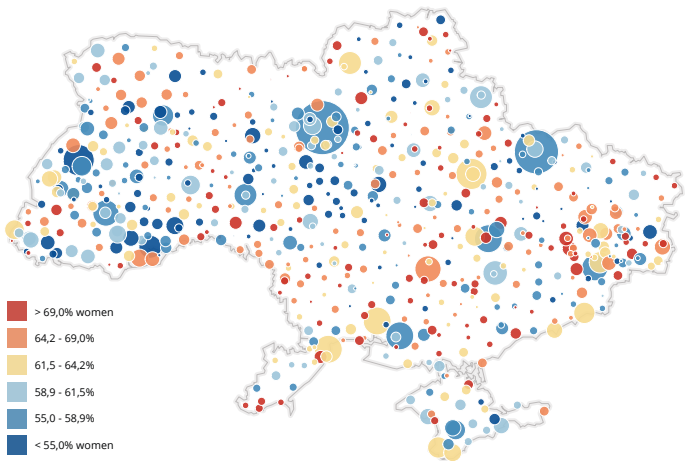 > 69,0% women
64,2 - 69,0%
61,5 - 64,2%
58,9 - 61,5%
55,0 - 58,9%
< 55,0% women